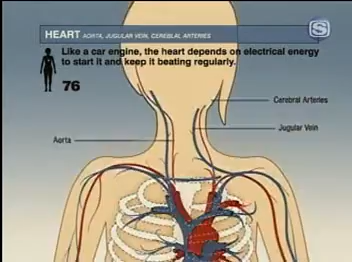 HEART AORTA, JUGULAR VEIN, CEREBLAL ARTERIES
S
Like a car engine, the heart depends on electrical energy
to start it and keep it beating regularly.
76
Cerebral Arteries
Jugular Vein
Aorta